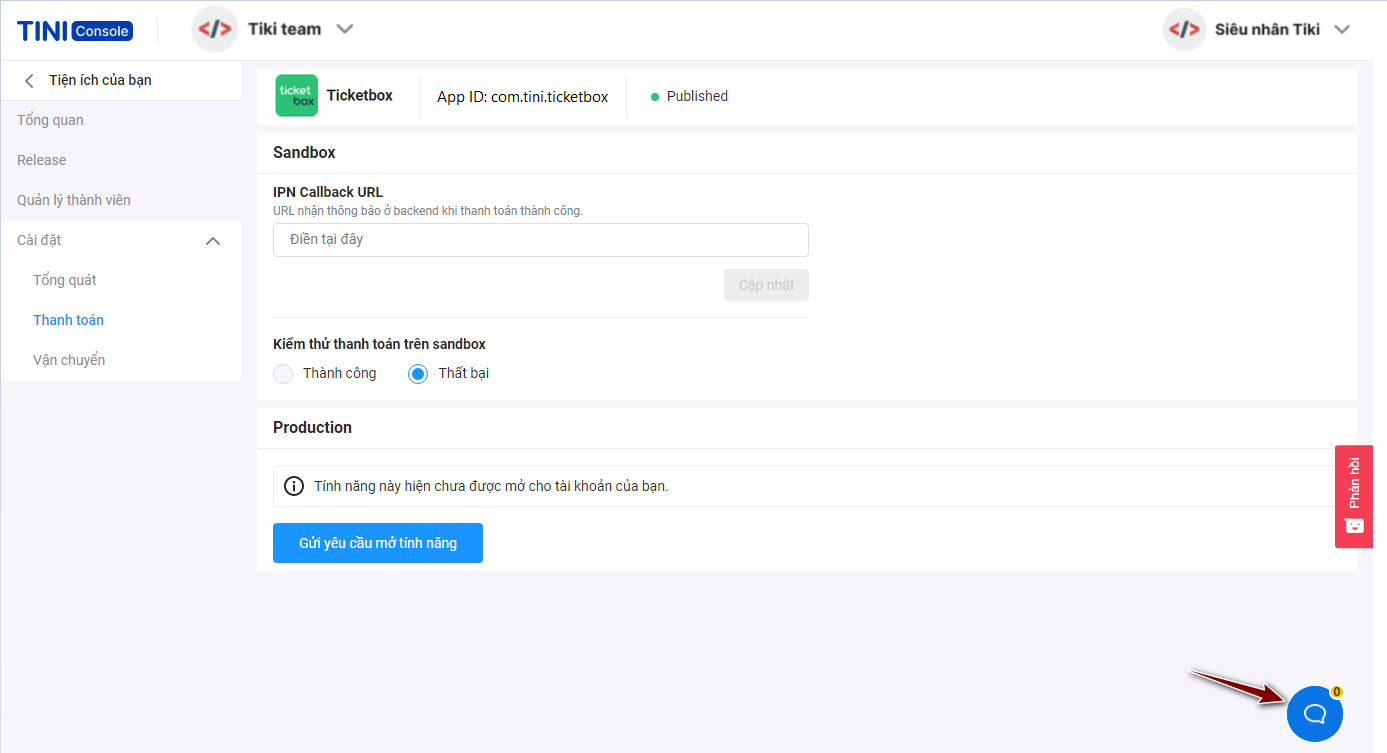 TINI Console
</> Tiki team
</> Siêu nhân Tiki
Tiện ích của bạn
Tổng quan
Release
Quản lý thành viên
Cài đặt
Tổng quát
Thanh toán
Vận chuyển
ticket
box
Ticketbox
App ID: com.tini.ticketbox
Published
Sandbox
IPN Callback URL
URL nhận thông báo ở backend khi thanh toán thành công.
Điền tại đây
Cập nhật
Kiểm thử thanh toán trên sandbox
Thành công
Thất bại
Production
Tính năng này hiện chưa được mở cho tài khoản của bạn.
Gửi yêu cầu mở tính năng
Phản hồi
0